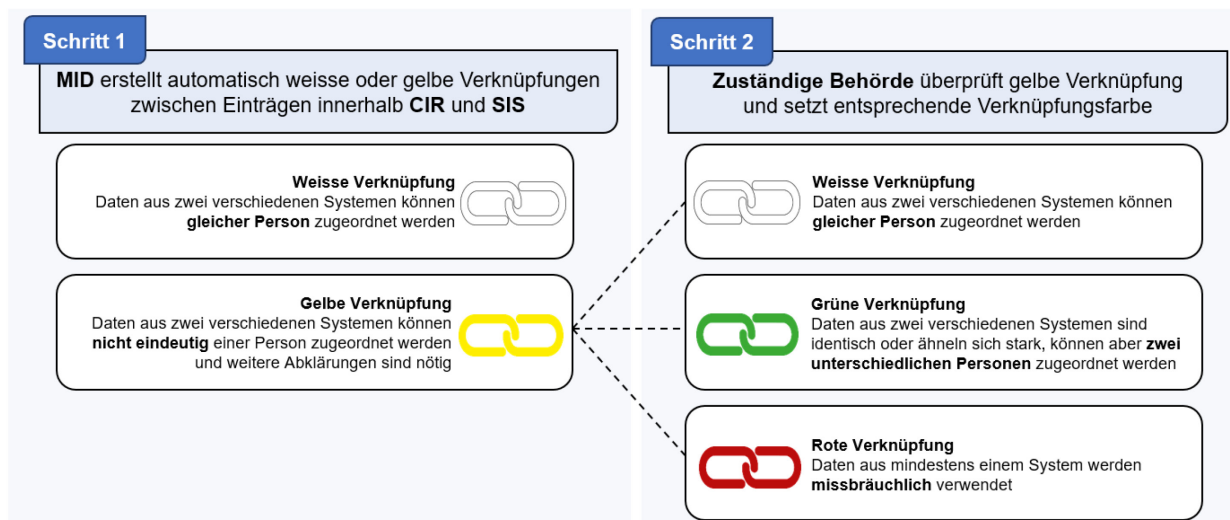 Schritt 1
MID erstellt automatisch weisse oder gelbe Verknüpfungen
zwischen Einträgen innerhalb CIR und SIS
Weisse Verknüpfung
Daten aus zwei verschiedenen Systemen können
gleicher Person zugeordnet werden
Gelbe Verknüpfung
Daten aus zwei verschiedenen Systemen können
nicht eindeutig einer Person zugeordnet werden
und weitere Abklärungen sind nötig
Schritt 2
Zuständige Behörde überprüft gelbe Verknüpfung
und setzt entsprechende Verknüpfungsfarbe
Weisse Verknüpfung
Daten aus zwei verschiedenen Systemen können
gleicher Person zugeordnet werden
Grüne Verknüpfung
Daten aus zwei verschiedenen Systemen sind
identisch oder ähneln sich stark, können aber zwei
unterschiedlichen Personen zugeordnet werden
Rote Verknüpfung
Daten aus mindestens einem System werden
missbräuchlich verwendet